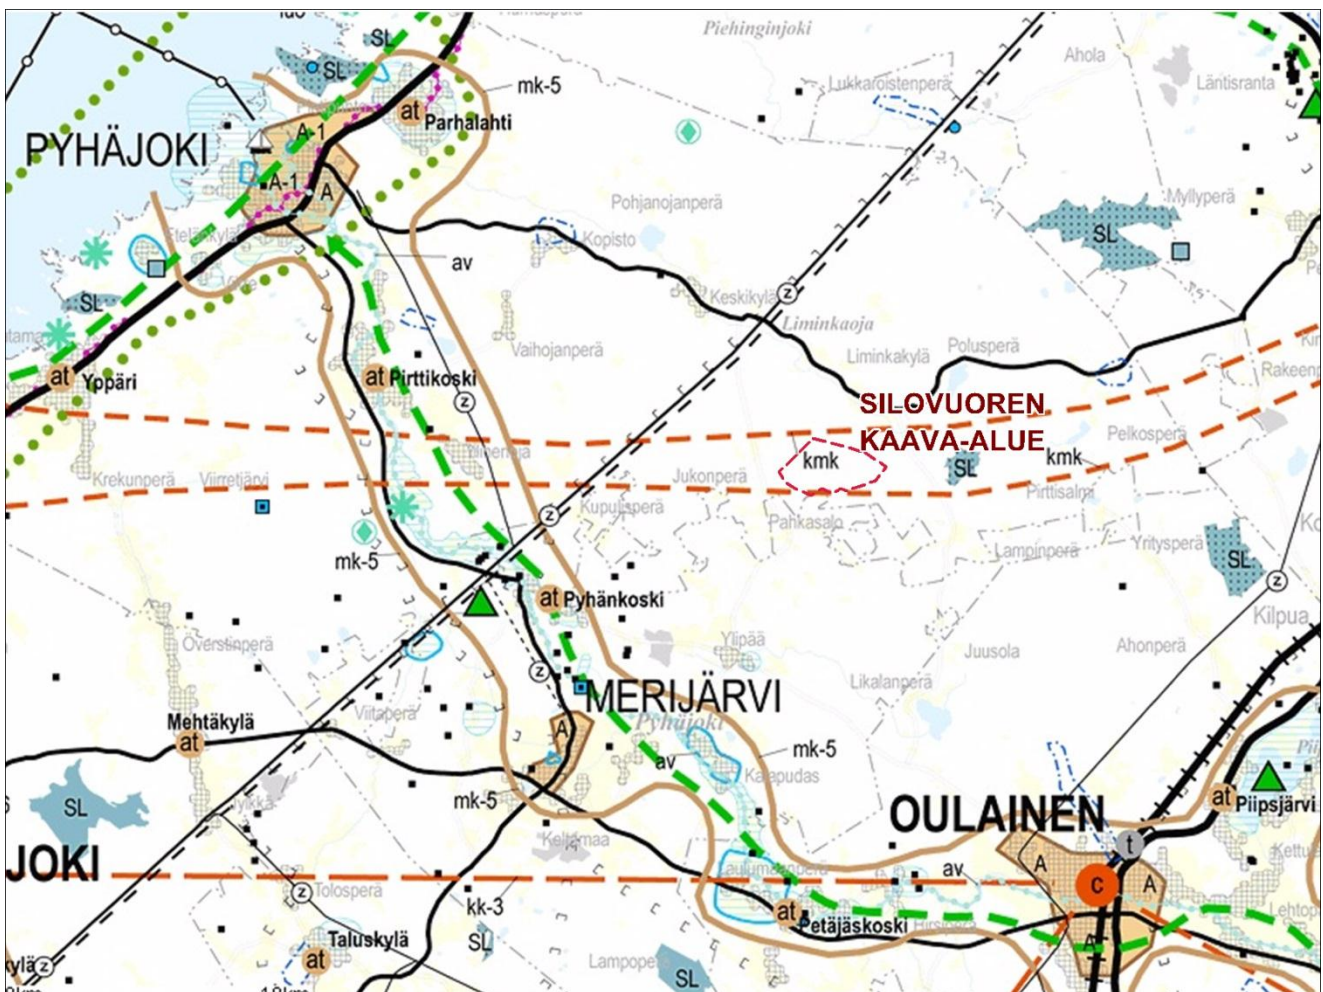 SL
Piehinginjoki
Ahola
SL
Lukkaroistenperä
Läntisranta
mk-5
at
Parhalahti
A-1
PYHÄJOKI
A-1
A
Pohjanojanperä
Myllyperä
SL
Etelänkylä
Kopisto
av
SL
Keskikylä
z
Liminkaoja
Vaihojanperä
Liminkakylä
Polusperä
at
Yppäri
at
Pirttikoski
z
SILOVUOREN
KAAVA-ALUE
Pelkosperä
kmk
SL
kmk
Krekunperä
Viirretjärvi
Jukonperä
Pirttisalmi
Kupulisperä
z
Pahkasalo
Lampinperä
Yritysperä
SL
mk-5
z
at
Pyhänkoski
Kilpua
Överstinperä
Ylipää
Juusola
Ahonperä
z
Likalanperä
MERIJÄRVI
Viitaperä
Mehtäkylä
at
A
Pyhäjoki
mk-5
av
Kalapudas
SL
mk-5
at
Piipsjärvi
OULAINEN
Keltamaa
t
JOKI
A
av
c
A
Tolosperä
z
kk-3
at
Petäjäskoski
SL
Taluskylä
at
A
z
SL